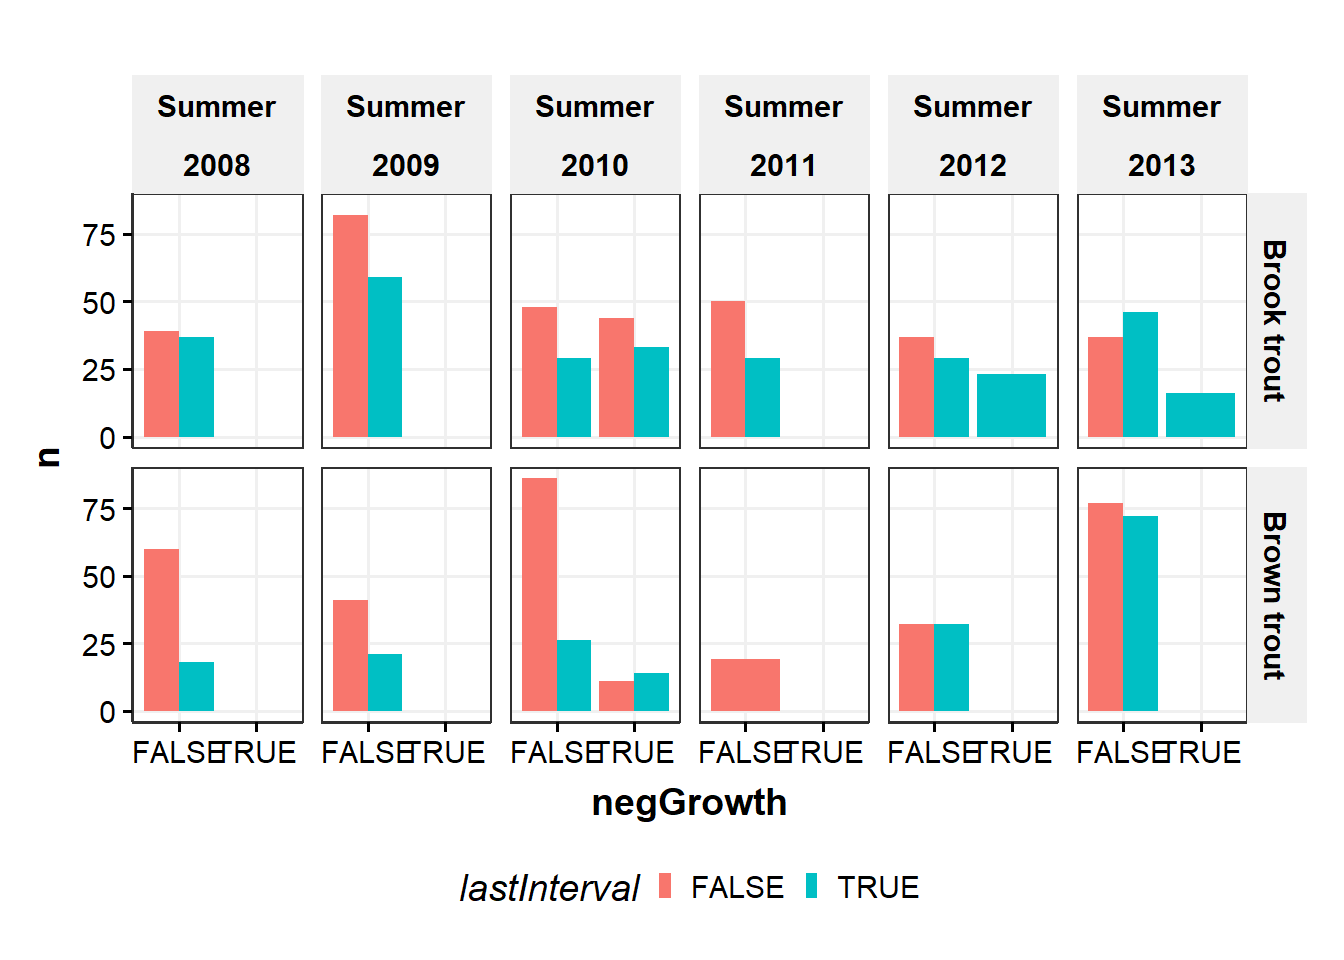 Summer Summer Summer Summer Summer Summer
2008 2009 2010 2011 2012 2013
75
50
25
0
Brook trout
n
75
50
25
0
Brown trout
FALSE TRUE FALSE TRUE FALSE TRUE FALSE TRUE FALSE TRUE FALSE TRUE
negGrowth
lastInterval FALSE TRUE